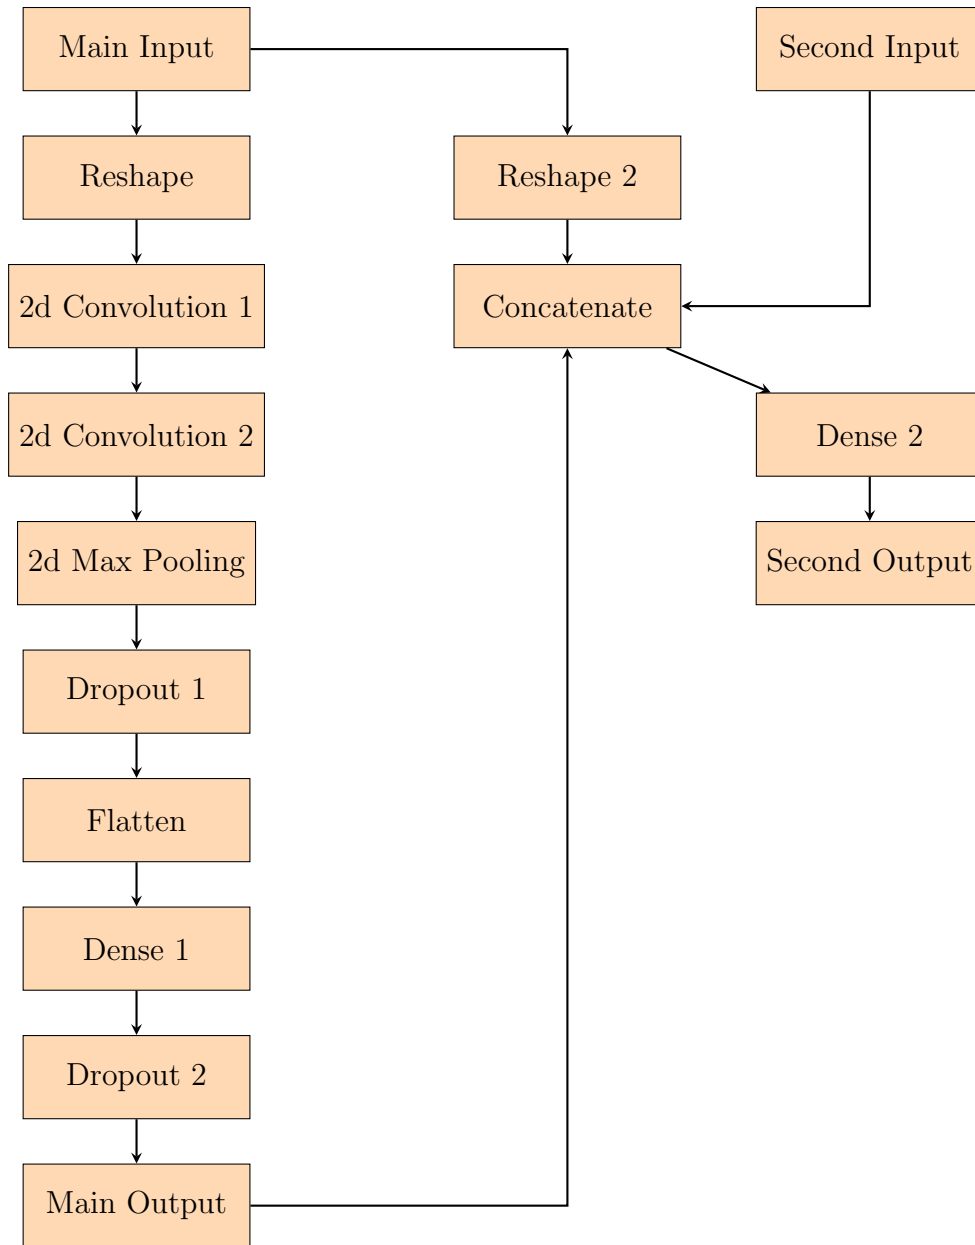 Main Input
Second Input
Reshape
Reshape 2
2d Convolution 1
Concatenate
2d Convolution 2
Dense 2
2d Max Pooling
Second Output
Dropout 1
Flatten
Dense 1
Dropout 2
Main Output